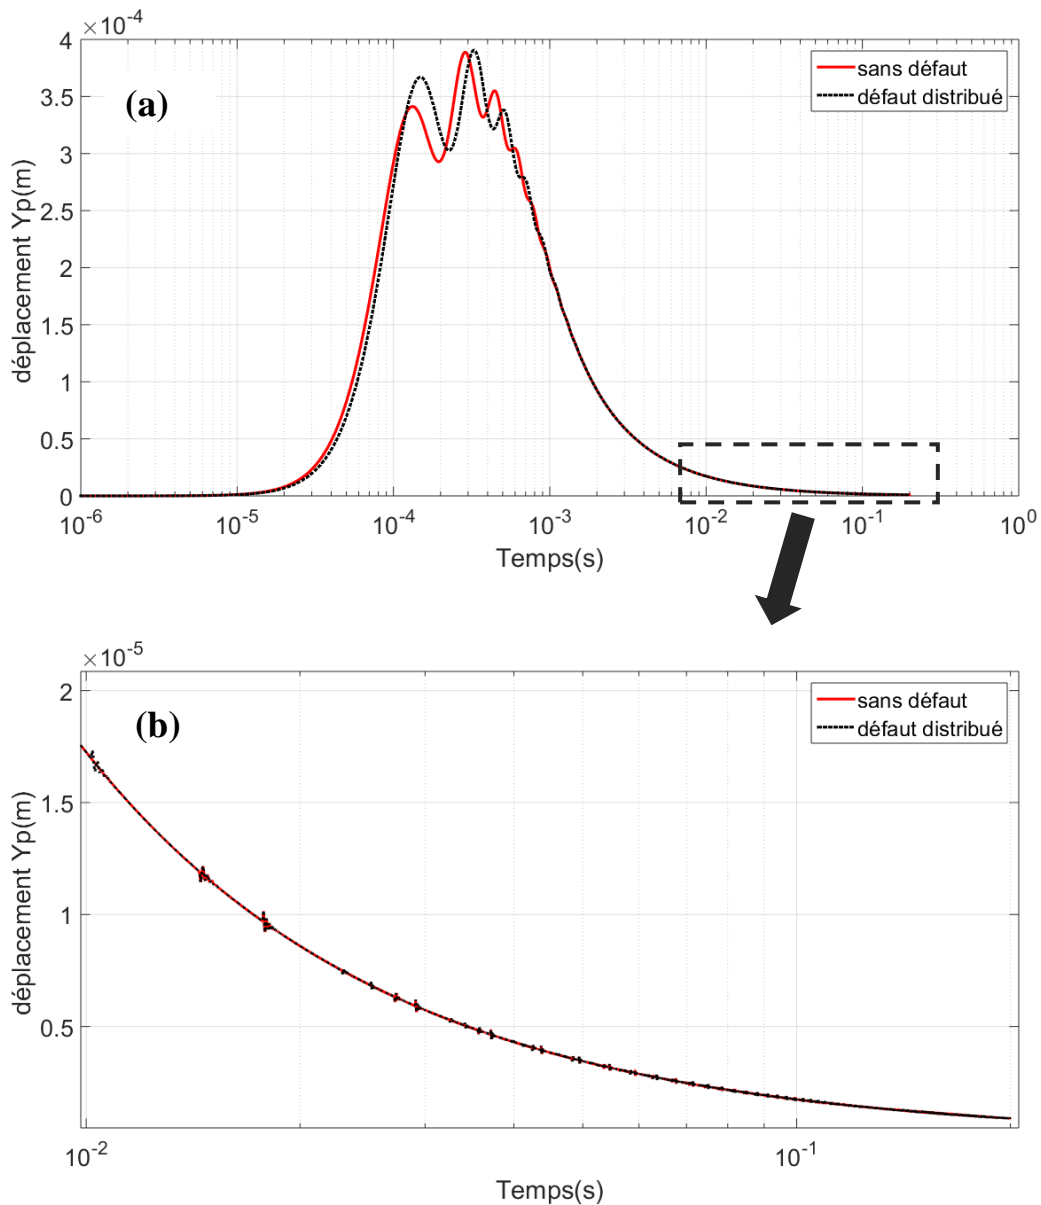 ×10⁻⁴
4
3.5
3
2.5
2
1.5
1
0.5
0
(a)
sans défaut
défaut distribué
déplacement Yp(m)
10⁻⁶ 10⁻⁵ 10⁻⁴ 10⁻³ 10⁻² 10⁻¹ 10⁰
Temps(s)
×10⁻⁵
2
1.5
1
0.5
(b)
sans défaut
défaut distribué
déplacement Yp(m)
10⁻² 10⁻¹
Temps(s)